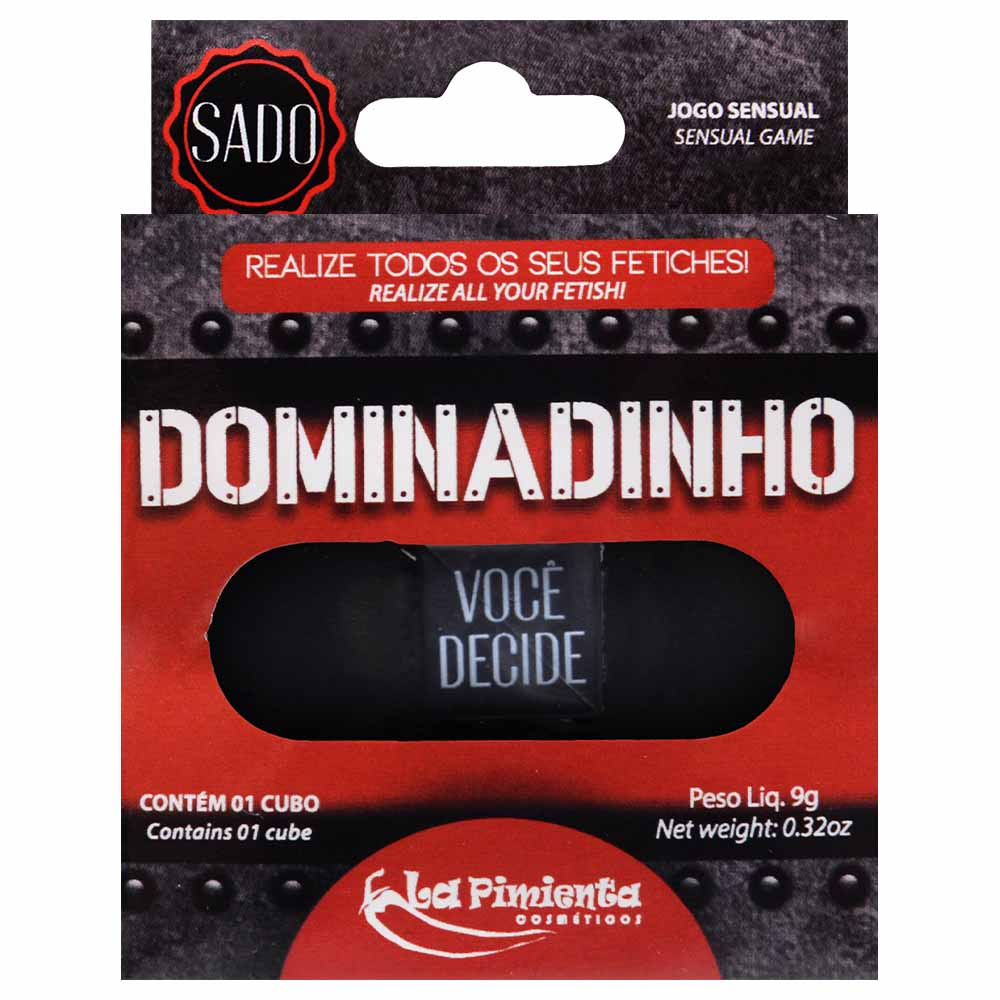 SADO
JOGO SENSUAL
SENSUAL GAME
REALIZE TODOS OS SEUS FETICHES!
REALIZE ALL YOUR FETISH!
DOMINADINHO
VOCÊ
DECIDE
CONTÉM 01 CUBO
Contains 01 cube
Peso Liq. 9g
Net weight: 0.32oz
La Pimienta
COSMÉTICOS